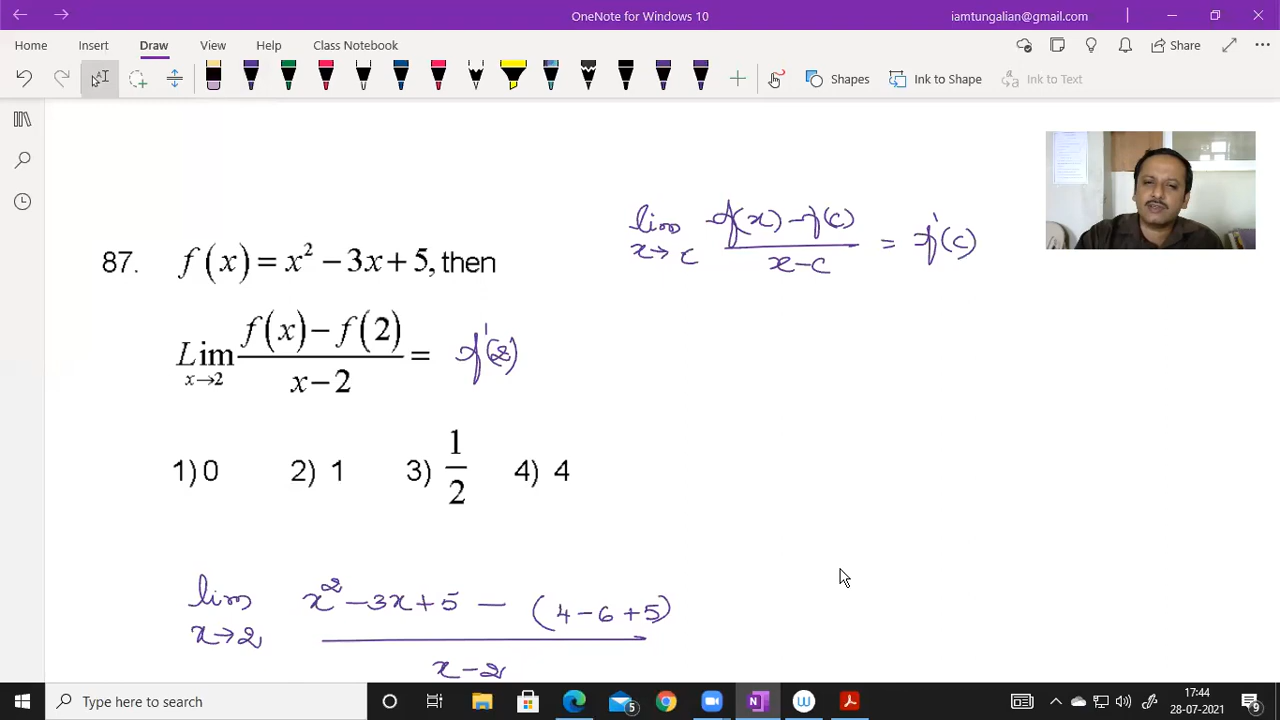 OneNote for Windows 10
iamtungalian@gmail.com
Home Insert Draw View Help Class Notebook
Share
Shapes
Ink to Shape
Ink to Text
lim x→c f(x)-f(c) / x-c = f'(c)
87. f(x) = x² − 3x + 5, then
Lim x→2 f(x) − f(2) / x − 2 = f'(2)
1) 0 2) 1 3) 1/2 4) 4
lim x→2 x² − 3x + 5 − (4 − 6 + 5) / x − 2
Type here to search
5
W
17:44
28-07-2021
9